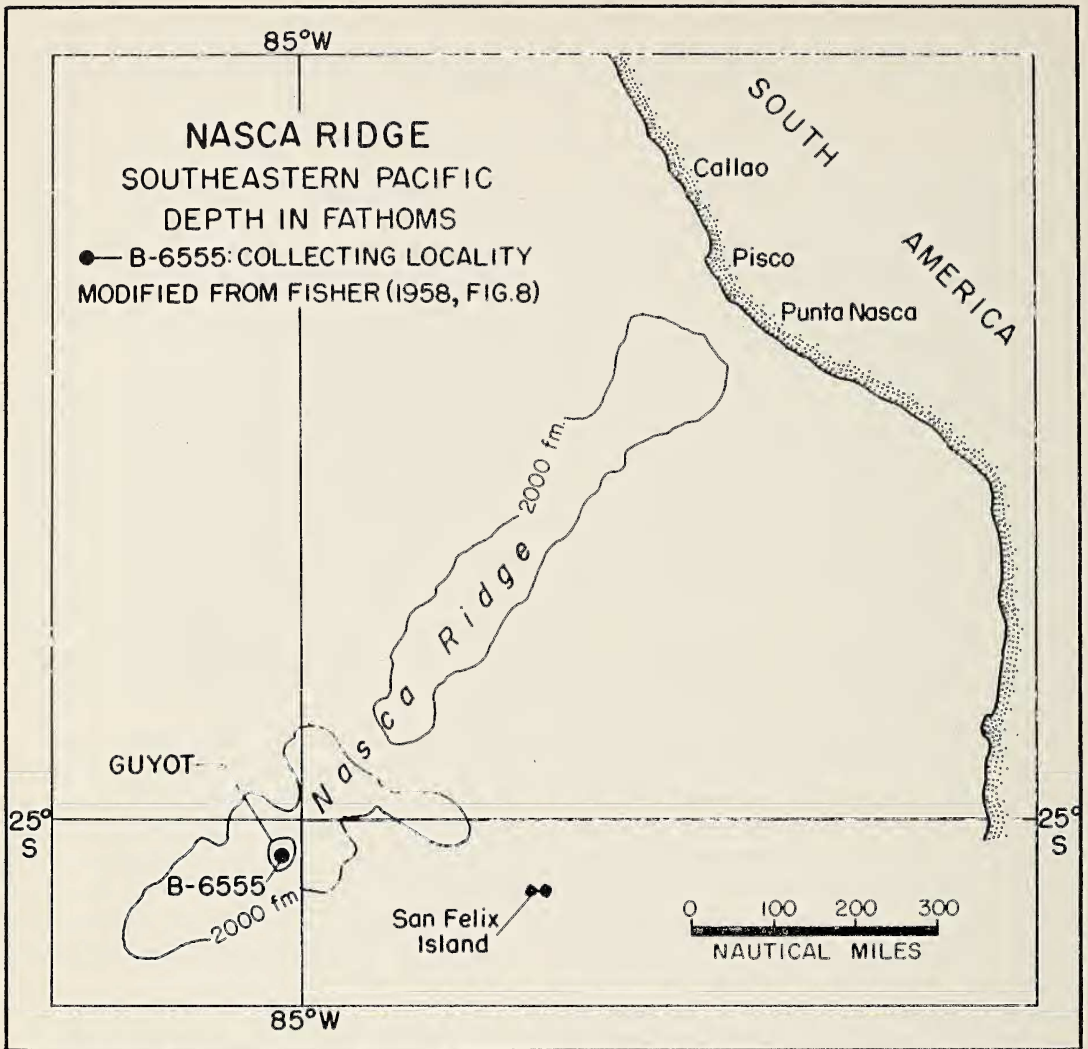 85°W
NASCA RIDGE
SOUTHEASTERN PACIFIC
DEPTH IN FATHOMS
B-6555: COLLECTING LOCALITY
MODIFIED FROM FISHER (1958, FIG.8)
SOUTH
AMERICA
Callao
Pisco
Punta Nasca
2000 fm.
Nasca Ridge
GUYOT
25°
S
25°
S
B-6555
2000 fm
San Felix
Island
0 100 200 300
NAUTICAL MILES
85°W